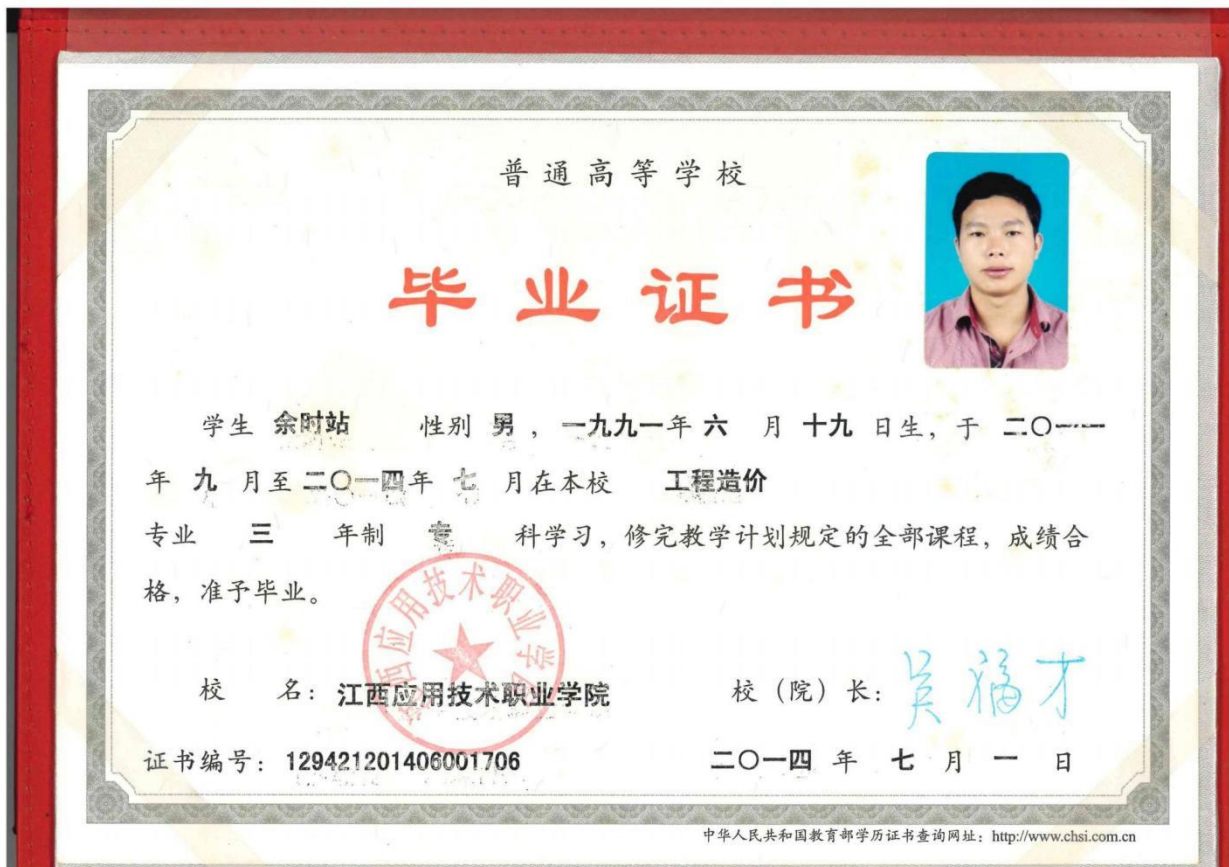 普通高等学校
毕业证书
学生 余时站 性别 男 ，一九九一年 六 月 十九 日生，于 二〇一一
年 九 月至 二〇一四年 七 月在本校 工程造价
专业 三 年制 专 科学习，修完教学计划规定的全部课程，成绩合
格，准予毕业。
江西应用技术职业学院
校 名：江西应用技术职业学院 校（院）长：吴福才
证书编号：129421201406001706 二〇一四 年 七 月 一 日
中华人民共和国教育部学历证书查询网址：http://www.chsi.com.cn